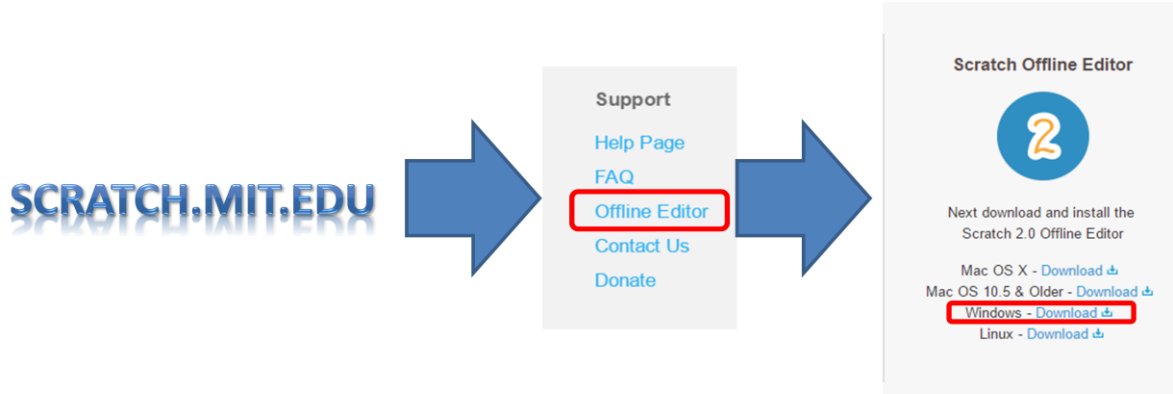 SCRATCH.MIT.EDU
Support
Help Page
FAQ
Offline Editor
Contact Us
Donate
Scratch Offline Editor
2
Next download and install the
Scratch 2.0 Offline Editor
Mac OS X - Download
Mac OS 10.5 & Older - Download
Windows - Download
Linux - Download